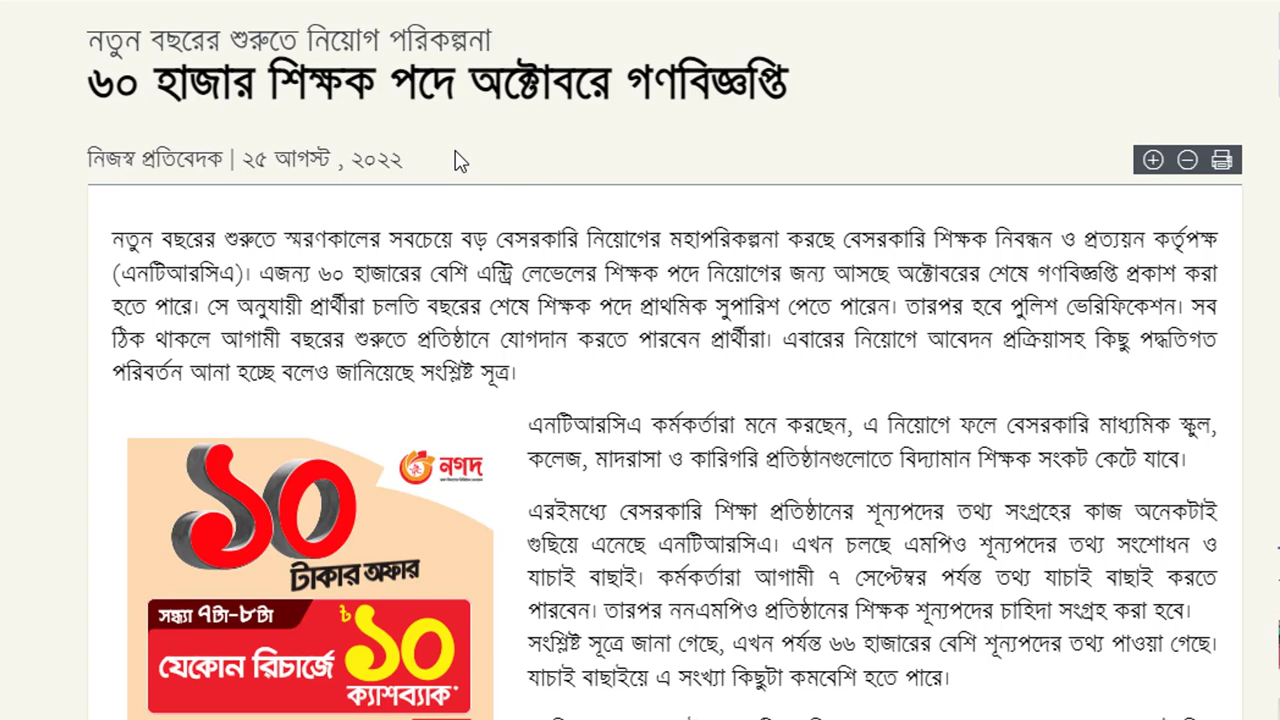 নতুন বছরের শুরুতে নিয়োগ পরিকল্পনা
৬০ হাজার শিক্ষক পদে অক্টোবরে গণবিজ্ঞপ্তি
নিজস্ব প্রতিবেদক | ২৫ আগস্ট , ২০২২
নতুন বছরের শুরুতে স্মরণকালের সবচেয়ে বড় বেসরকারি নিয়োগের মহাপরিকল্পনা করছে বেসরকারি শিক্ষক নিবন্ধন ও প্রত্যয়ন কর্তৃপক্ষ
(এনটিআরসিএ)। এজন্য ৬০ হাজারের বেশি এন্ট্রি লেভেলের শিক্ষক পদে নিয়োগের জন্য আসছে অক্টোবরের শেষে গণবিজ্ঞপ্তি প্রকাশ করা
হতে পারে। সে অনুযায়ী প্রার্থীরা চলতি বছরের শেষে শিক্ষক পদে প্রাথমিক সুপারিশ পেতে পারেন। তারপর হবে পুলিশ ভেরিফিকেশন। সব
ঠিক থাকলে আগামী বছরের শুরুতে প্রতিষ্ঠানে যোগদান করতে পারবেন প্রার্থীরা। এবারের নিয়োগে আবেদন প্রক্রিয়াসহ কিছু পদ্ধতিগত
পরিবর্তন আনা হচ্ছে বলেও জানিয়েছে সংশ্লিষ্ট সূত্র।
এনটিআরসিএ কর্মকর্তারা মনে করছেন, এ নিয়োগে ফলে বেসরকারি মাধ্যমিক স্কুল,
কলেজ, মাদরাসা ও কারিগরি প্রতিষ্ঠানগুলোতে বিদ্যামান শিক্ষক সংকট কেটে যাবে।
এরইমধ্যে বেসরকারি শিক্ষা প্রতিষ্ঠানের শূন্যপদের তথ্য সংগ্রহের কাজ অনেকটাই
গুছিয়ে এনেছে এনটিআরসিএ। এখন চলছে এমপিও শূন্যপদের তথ্য সংশোধন ও
যাচাই বাছাই। কর্মকর্তারা আগামী ৭ সেপ্টেম্বর পর্যন্ত তথ্য যাচাই বাছাই করতে
পারবেন। তারপর ননএমপিও প্রতিষ্ঠানের শিক্ষক শূন্যপদের চাহিদা সংগ্রহ করা হবে।
সংশ্লিষ্ট সূত্রে জানা গেছে, এখন পর্যন্ত ৬৬ হাজারের বেশি শূন্যপদের তথ্য পাওয়া গেছে।
যাচাই বাছাইয়ে এ সংখ্যা কিছুটা কমবেশি হতে পারে।
নগদ
১০
টাকার অফার
সন্ধ্যা ৭টা-৮টা
যেকোন রিচার্জে
৳১০
ক্যাশব্যাক*